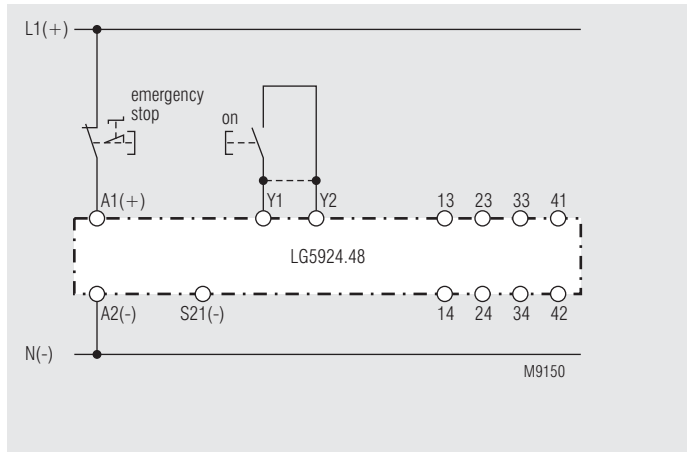 L1(+)
emergency
stop
on
A1(+)
Y1
Y2
13
23
33
41
LG5924.48
A2(-)
S21(-)
14
24
34
42
N(-)
M9150